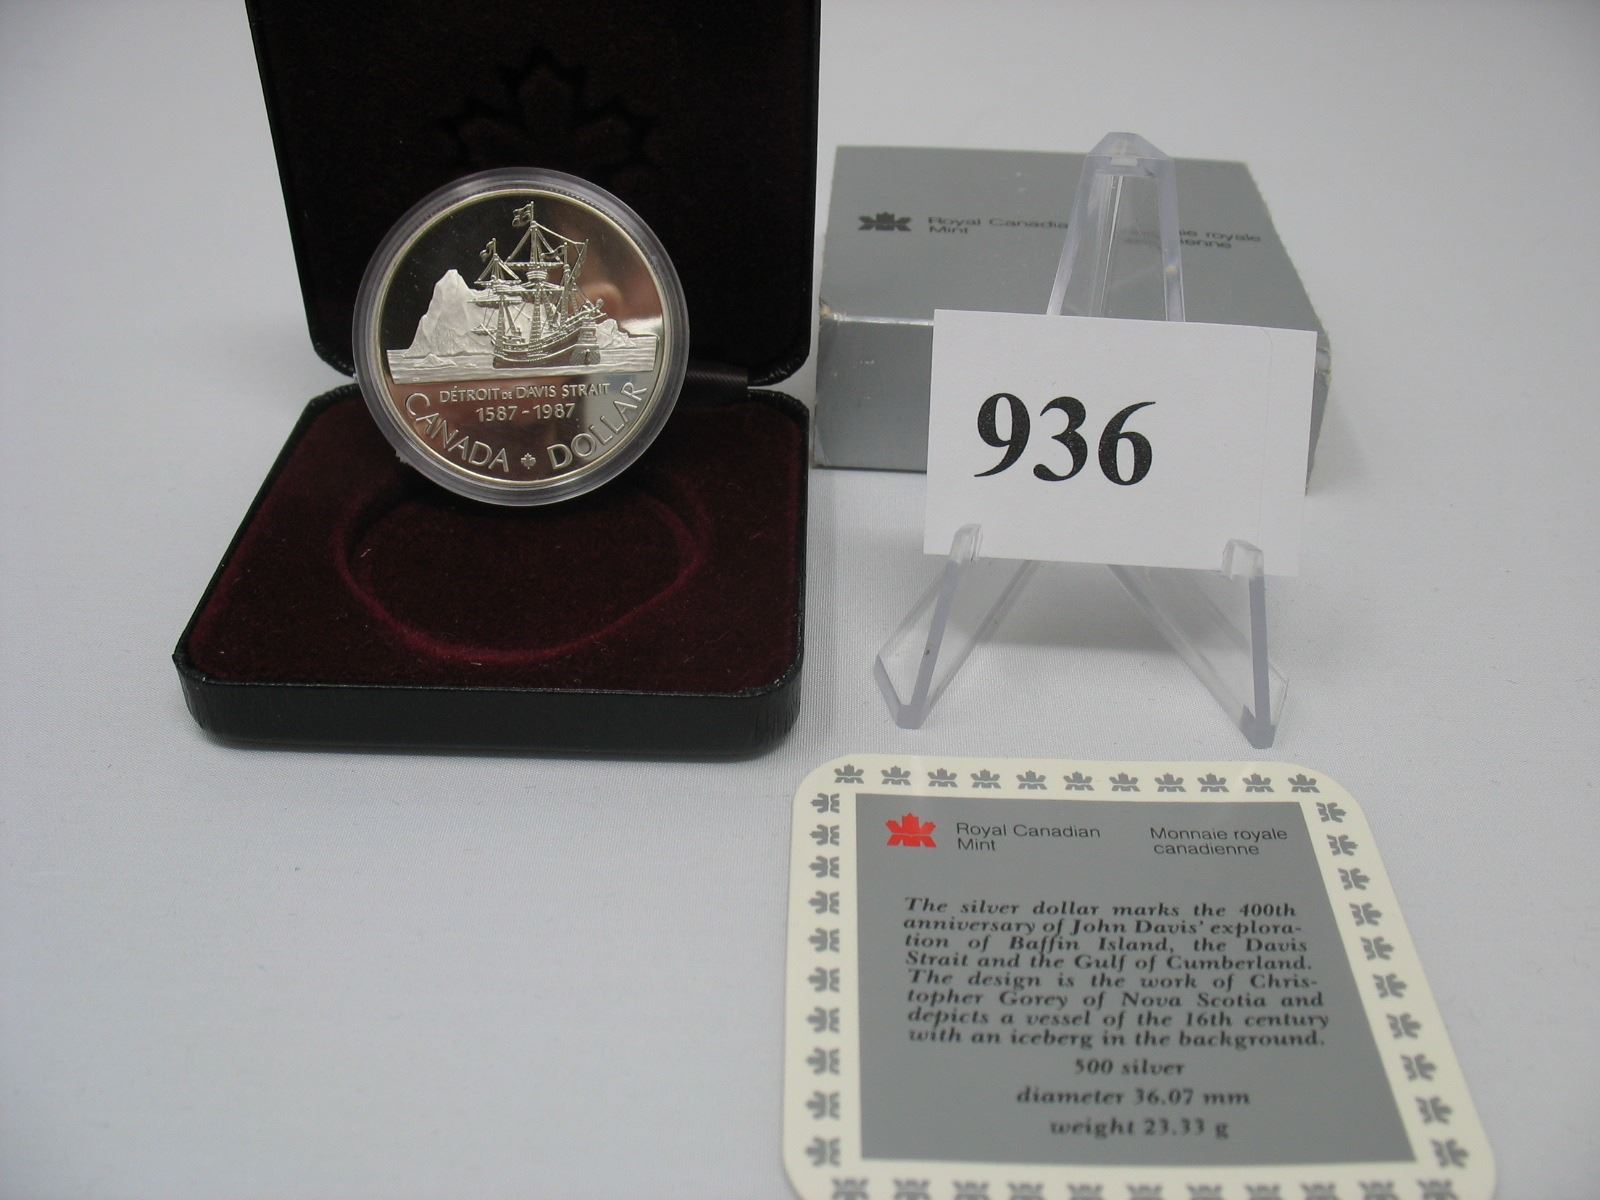 DÉTROIT DE DAVIS STRAIT
1587-1987
CANADA DOLLAR
Royal
Mint
royale
936
Royal Canadian
Mint
Monnaie royale
canadienne
The silver dollar marks the 400th
anniversary of John Davis' explora-
tion of Baffin Island, the Davis
Strait and the Gulf of Cumberland.
The design is the work of Chris-
topher Gorey of Nova Scotia and
depicts a vessel of the 16th century
with an iceberg in the background.
500 silver
diameter 36.07 mm
weight 23.33 g